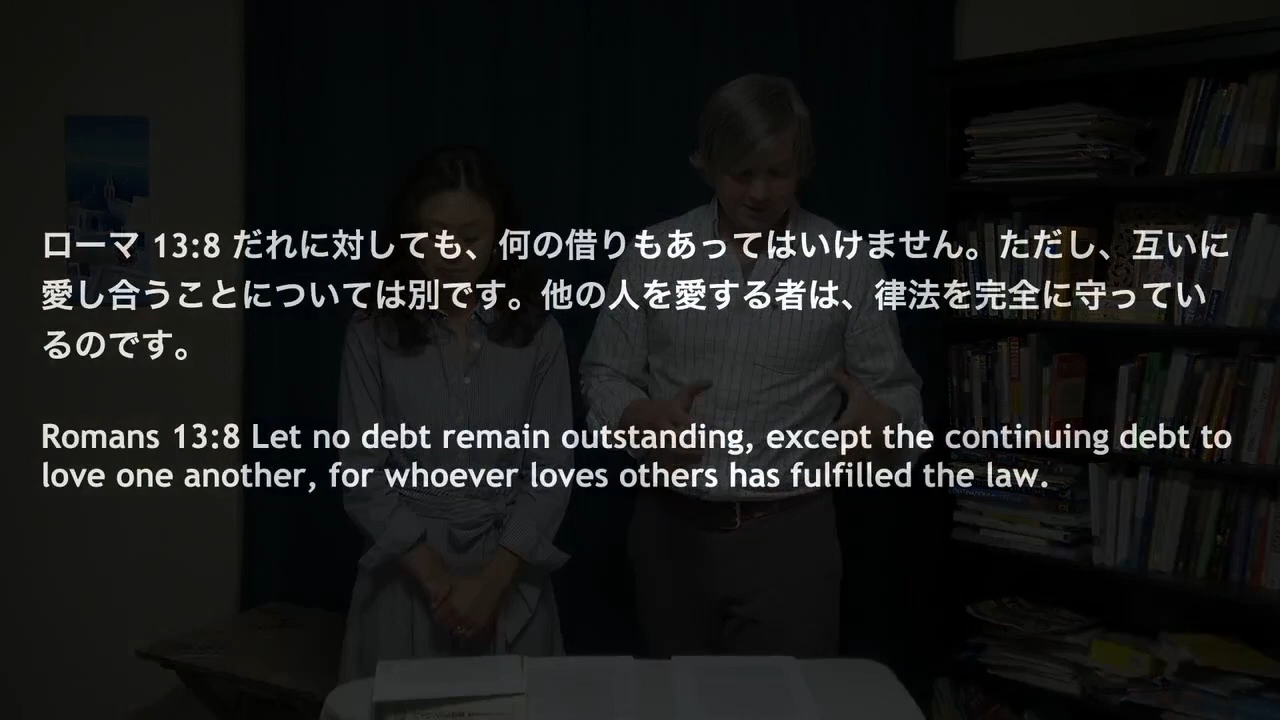 ローマ 13:8 だれに対しても、何の借りもあってはいけません。ただし、互いに
愛し合うことについては別です。他の人を愛する者は、律法を完全に守ってい
るのです。
Romans 13:8 Let no debt remain outstanding, except the continuing debt to
love one another, for whoever loves others has fulfilled the law.